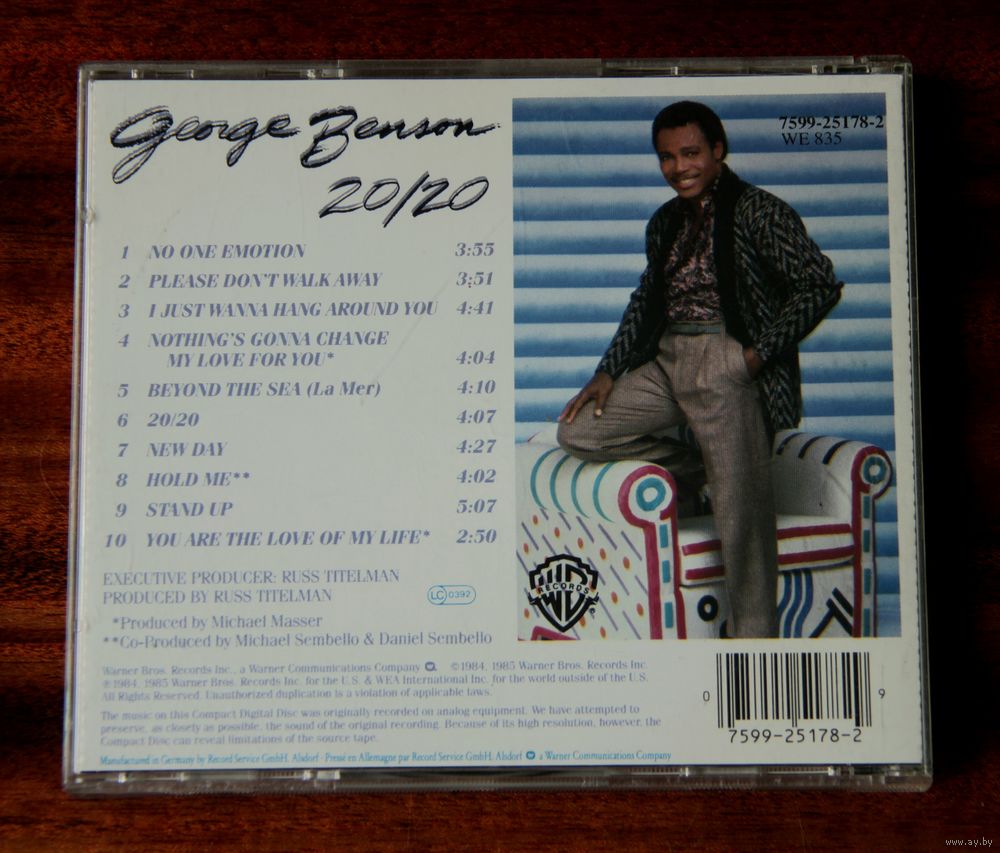 George Benson
20/20
7599-25178-2
WE 835
1 NO ONE EMOTION 3:55
2 PLEASE DON'T WALK AWAY 3:51
3 I JUST WANNA HANG AROUND YOU 4:41
4 NOTHING'S GONNA CHANGE
MY LOVE FOR YOU* 4:04
5 BEYOND THE SEA (La Mer) 4:10
6 20/20 4:07
7 NEW DAY 4:27
8 HOLD ME** 4:02
9 STAND UP 5:07
10 YOU ARE THE LOVE OF MY LIFE* 2:50
EXECUTIVE PRODUCER: RUSS TITELMAN
PRODUCED BY RUSS TITELMAN
LC 0392
*Produced by Michael Masser
**Co-Produced by Michael Sembello & Daniel Sembello
WB
RECORDS
®
Warner Bros. Records Inc., a Warner Communications Company. ©1984, 1985 Warner Bros. Records Inc.
℗1984, 1985 Warner Bros. Records Inc. for the U.S. & WEA International Inc. for the world outside of the U.S.
All Rights Reserved. Unauthorized duplication is a violation of applicable laws.
The music on this Compact Digital Disc was originally recorded on analog equipment. We have attempted to
preserve, as closely as possible, the sound of the original recording. Because of its high resolution, however, the
Compact Disc can reveal limitations of the source tape.
Manufactured in Germany by Record Service GmbH. Alsdorf · Pressé en Allemagne par Record Service GmbH. Alsdorf a Warner Communications Company
0 9
7599-25178-2
www.ay.by